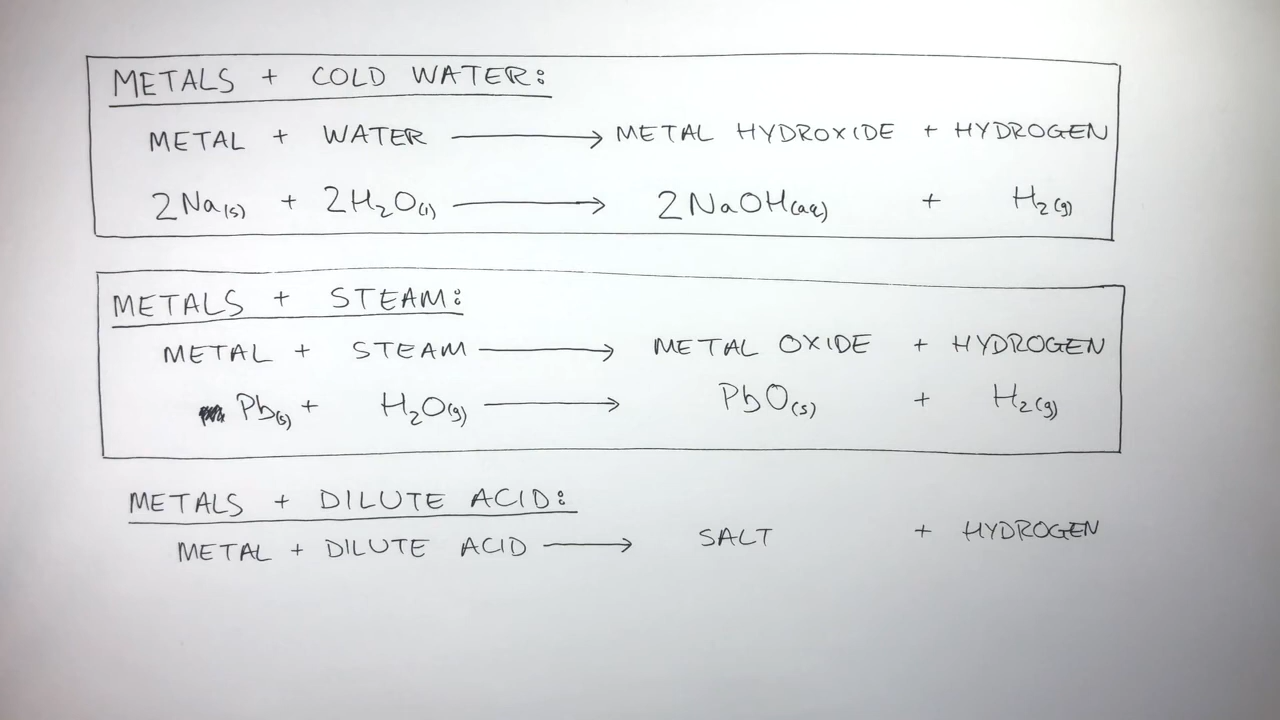 METALS + COLD WATER:
METAL + WATER ⟶ METAL HYDROXIDE + HYDROGEN
2Na(s) + 2H₂O(l) ⟶ 2NaOH(aq) + H₂(g)
METALS + STEAM:
METAL + STEAM ⟶ METAL OXIDE + HYDROGEN
Pb(s) + H₂O(g) ⟶ PbO(s) + H₂(g)
METALS + DILUTE ACID:
METAL + DILUTE ACID ⟶ SALT + HYDROGEN